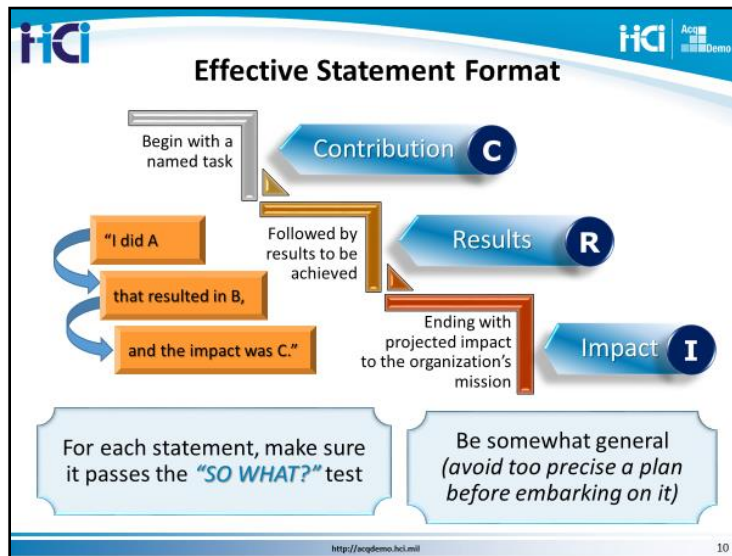 HCi
HCi Acq Demo
Effective Statement Format
Begin with a
named task
Contribution C
Followed by
results to be
achieved
Results R
"I did A
that resulted in B,
and the impact was C."
Ending with
projected impact
to the organization's
mission
Impact I
For each statement, make sure
it passes the "SO WHAT?" test
Be somewhat general
(avoid too precise a plan
before embarking on it)
http://acqdemo.hci.mil
10